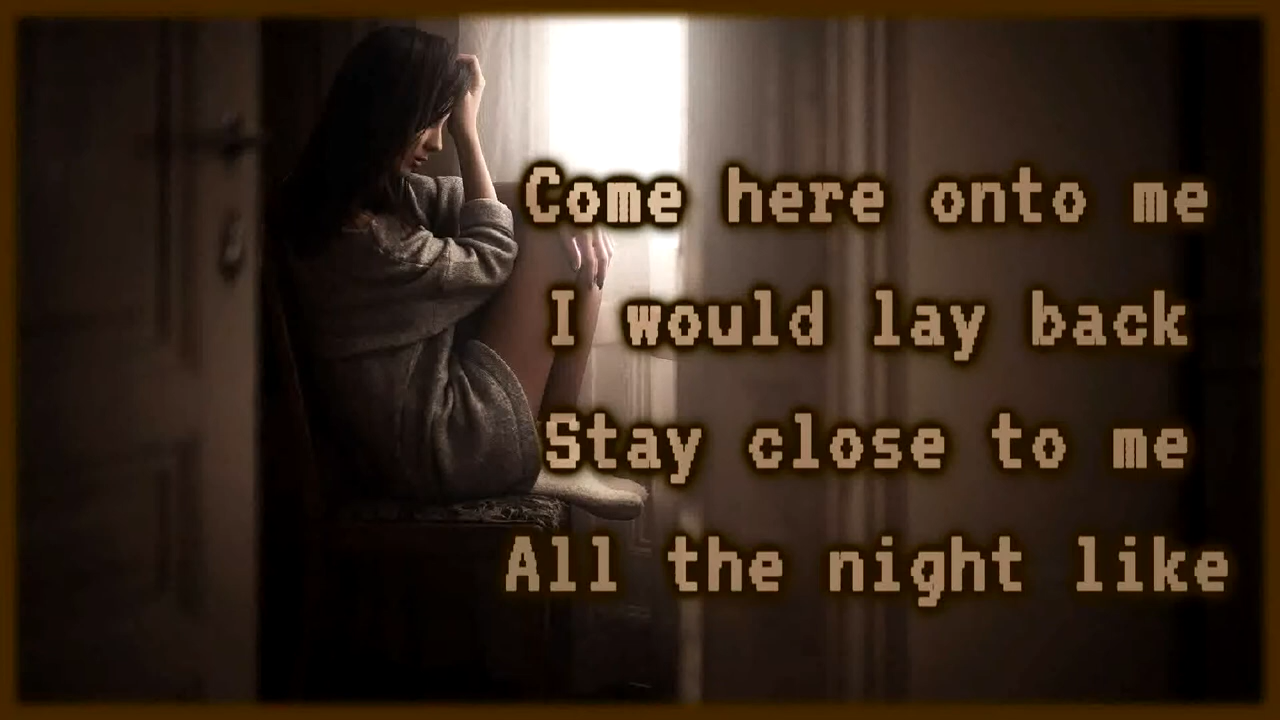 Come here onto me
I would lay back
Stay close to me
All the night like